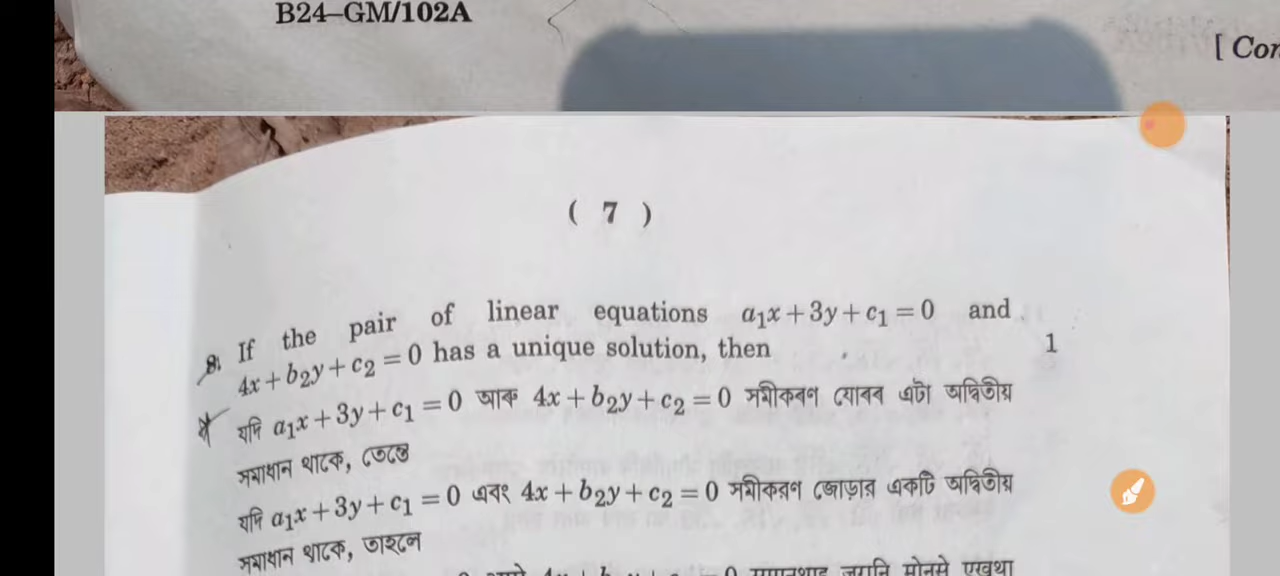 B24–GM/102A
[ Con
( 7 )
8. If the pair of linear equations a₁x + 3y + c₁ = 0 and
4x + b₂y + c₂ = 0 has a unique solution, then 1
যদি a₁x + 3y + c₁ = 0 আৰু 4x + b₂y + c₂ = 0 সমীকৰণ যোৰৰ এটা অদ্বিতীয়
সমাধান থাকে, তেন্তে
যদি a₁x + 3y + c₁ = 0 এবং 4x + b₂y + c₂ = 0 সমীকরণ জোড়ার একটি অদ্বিতীয়
সমাধান থাকে, তাহলে